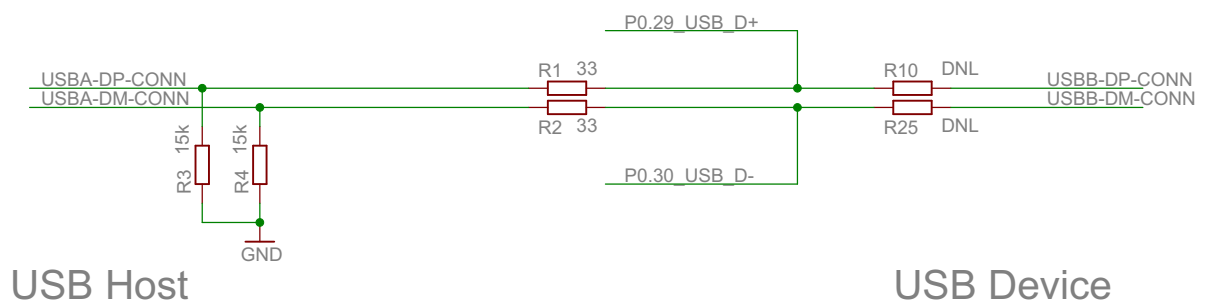 P0.29_USB_D+
USBA-DP-CONN
R1 33
R10 DNL
USBB-DP-CONN
USBA-DM-CONN
R2 33
R25 DNL
USBB-DM-CONN
R3 15k
R4 15k
P0.30_USB_D-
GND
USB Host
USB Device